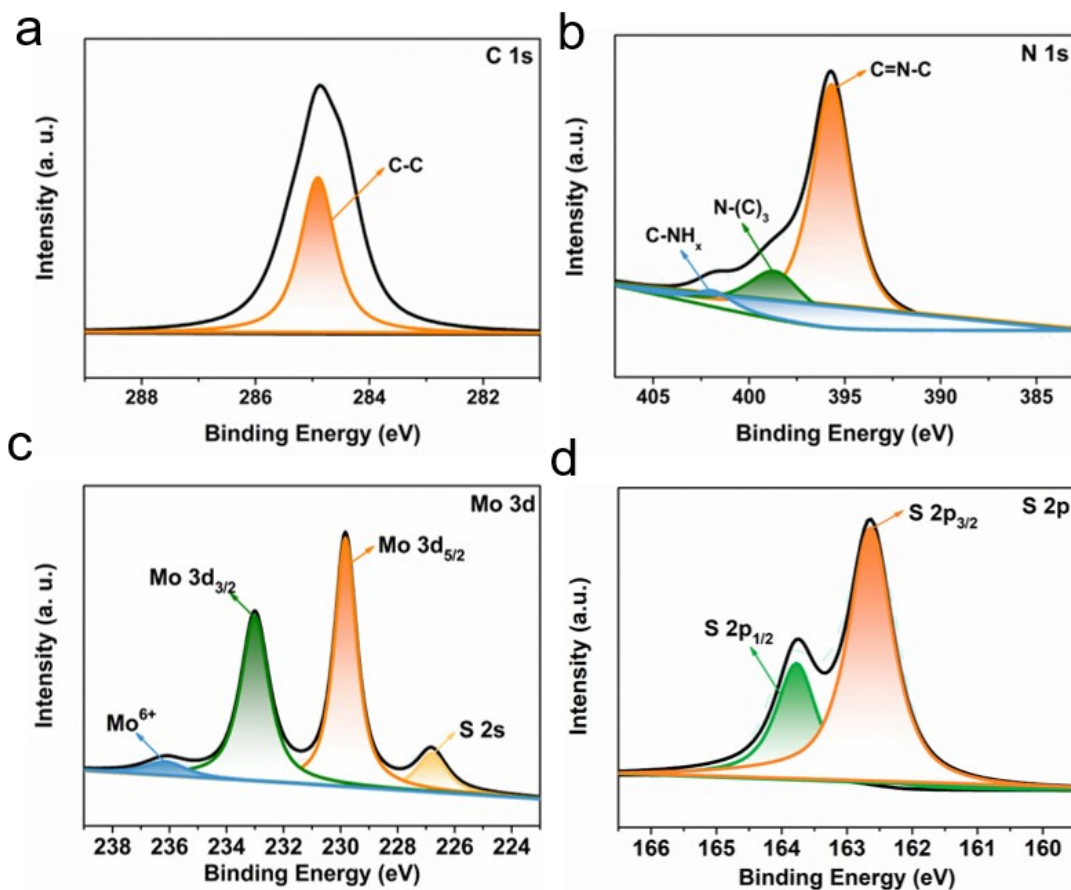 a
C 1s
C-C
Intensity (a. u.)
288 286 284 282
Binding Energy (eV)
b
N 1s
C=N-C
N-(C)₃
C-NHₓ
Intensity (a.u.)
405 400 395 390 385
Binding Energy (eV)
c
Mo 3d
Mo 3d₅/₂
Mo 3d₃/₂
Mo⁶⁺
S 2s
Intensity (a. u.)
238 236 234 232 230 228 226 224
Binding Energy (eV)
d
S 2p
S 2p₃/₂
S 2p₁/₂
Intensity (a.u.)
166 165 164 163 162 161 160
Binding Energy (eV)